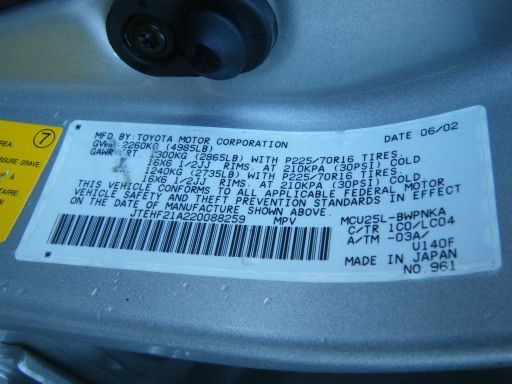 7
AREA
ESSURE GRAVE
TAIRE.
MFD BY: TOYOTA MOTOR CORPORATION DATE 06/02
2260KG (4985LB)
GAWR FRT. 1300KG (2865LB) WITH P225/70R16 TIRES,
16X6 1/2JJ RIMS, AT 210KPA (30PSI) COLD
1240KG (2735LB) WITH P225/70R16 TIRES,
16X6 1/2JJ RIMS, AT 210KPA (30PSI) COLD
THIS VEHICLE CONFORMS TO ALL APPLICABLE FEDERAL MOTOR
VEHICLE SAFETY AND THEFT PREVENTION STANDARDS IN EFFECT
ON THE DATE OF MANUFACTURE SHOWN ABOVE.
JTEHF21A220088259 MPV MCU25L-BWPNKA
C/TR 1C0/LC04
A/TM -03A/
U140F
MADE IN JAPAN
NO.961